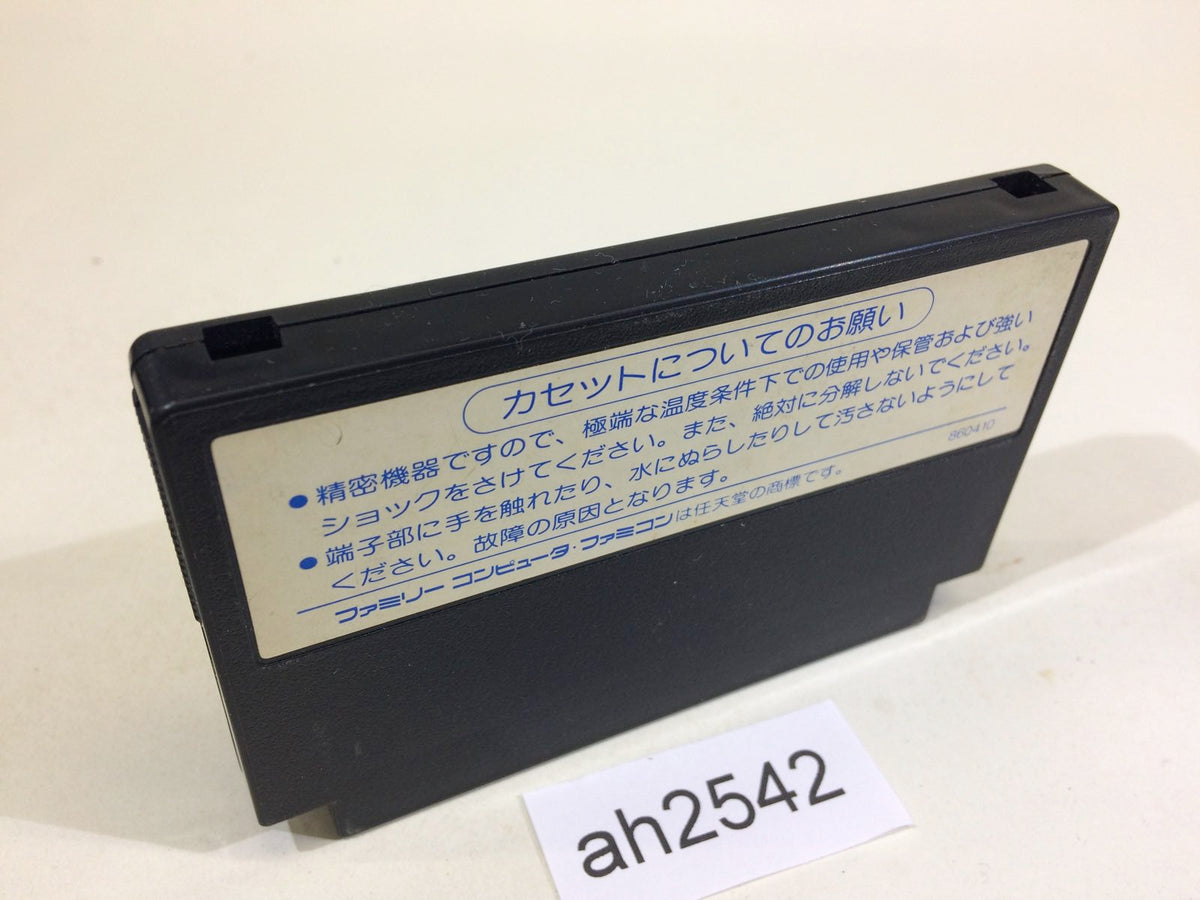 カセットについてのお願い
●精密機器ですので、極端な温度条件下での使用や保管および強い
ショックをさけてください。また、絶対に分解しないでください。
●端子部に手を触れたり、水にぬらしたりして汚さないようにして
ください。故障の原因となります。
860410
ファミリー コンピュータ・ファミコンは任天堂の商標です。
ah2542